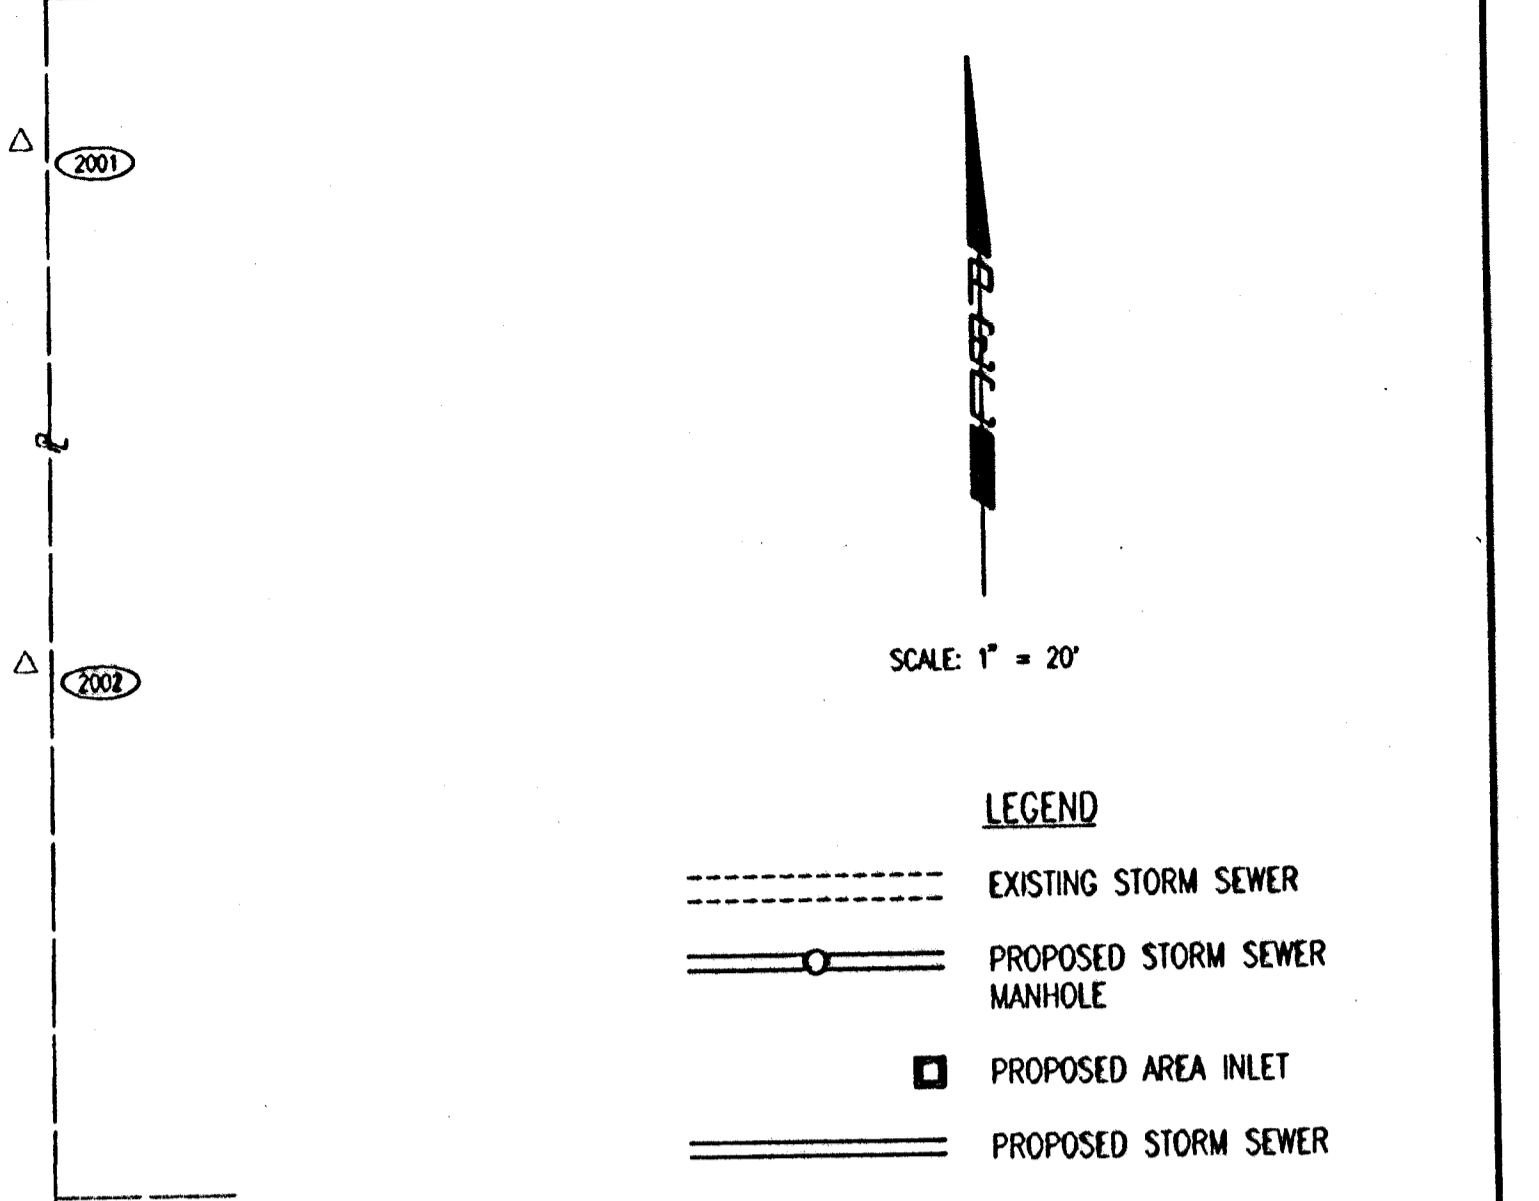 2001
2002
SCALE: 1" = 20'
LEGEND
EXISTING STORM SEWER
PROPOSED STORM SEWER
MANHOLE
PROPOSED AREA INLET
PROPOSED STORM SEWER